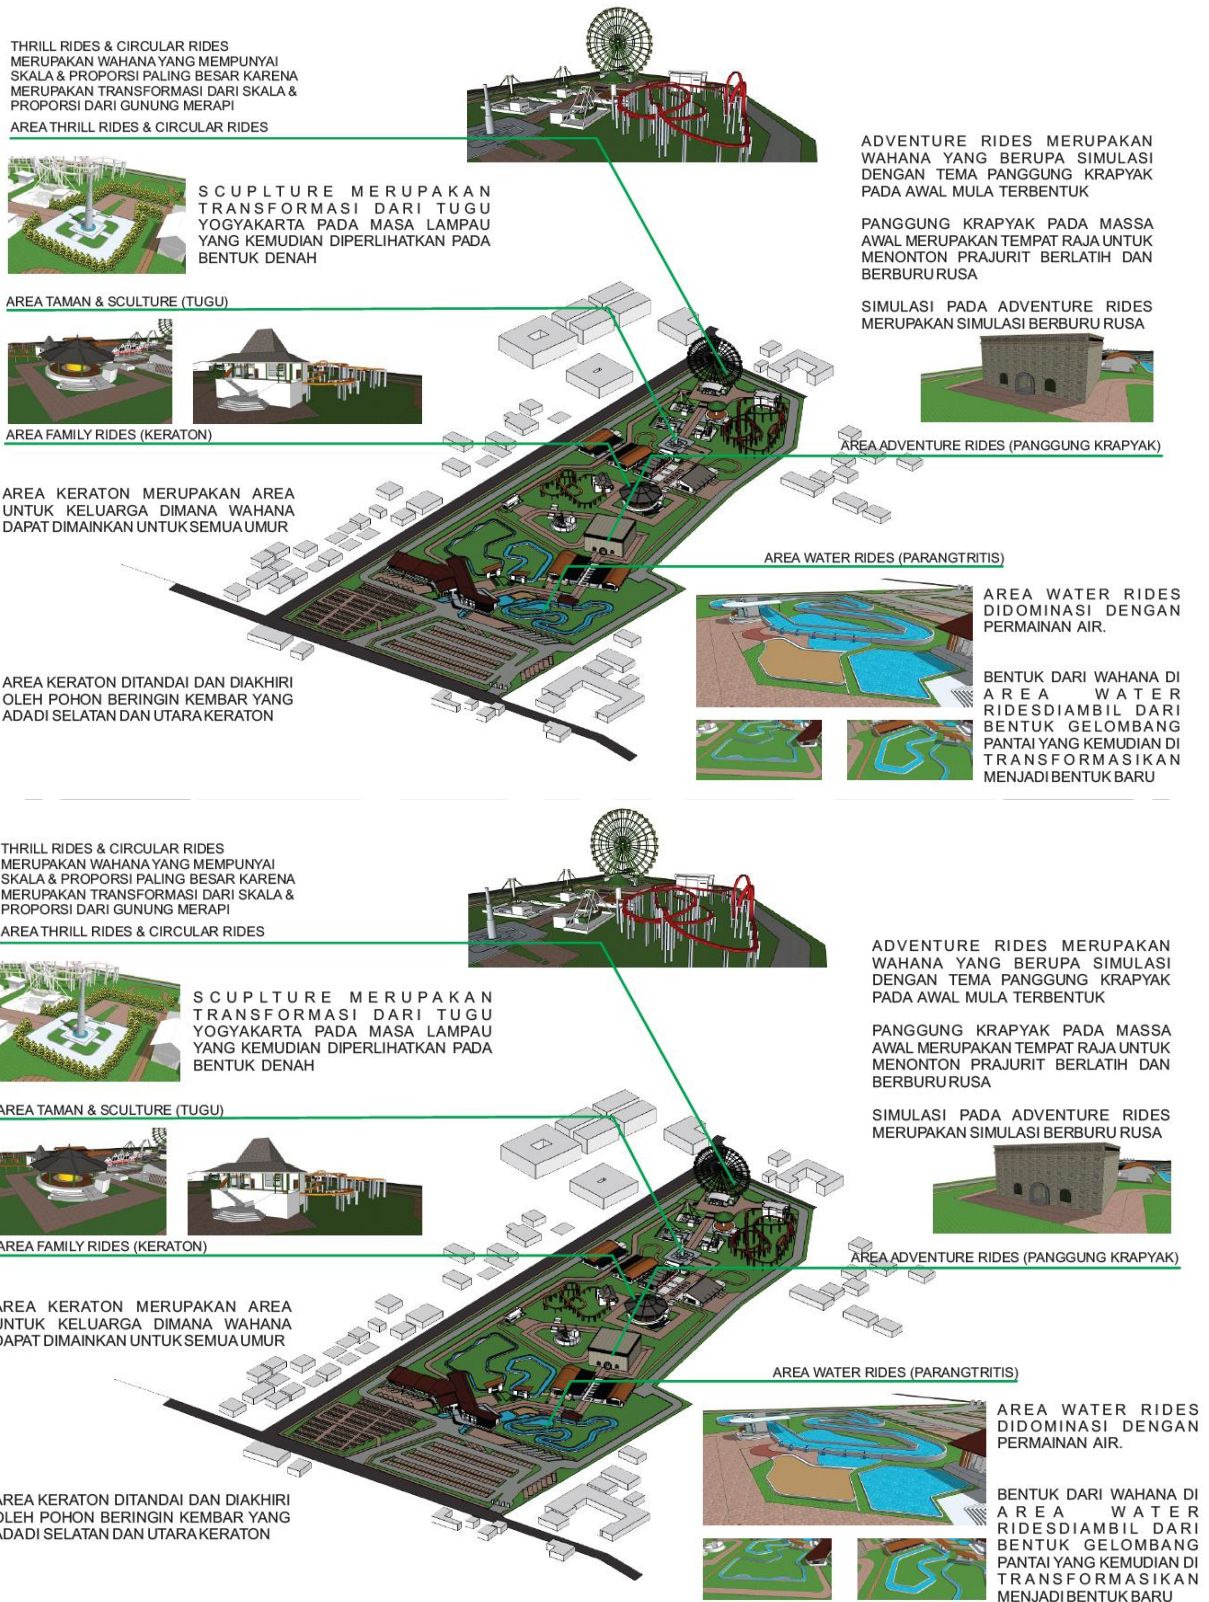 THRILL RIDES & CIRCULAR RIDES
MERUPAKAN WAHANA YANG MEMPUNYAI
SKALA & PROPORSI PALING BESAR KARENA
MERUPAKAN TRANSFORMASI DARI SKALA &
PROPORSI DARI GUNUNG MERAPI
AREA THRILL RIDES & CIRCULAR RIDES
SCUPLTURE MERUPAKAN
TRANSFORMASI DARI TUGU
YOGYAKARTA PADA MASA LAMPAU
YANG KEMUDIAN DIPERLIHATKAN PADA
BENTUK DENAH
AREA TAMAN & SCULTURE (TUGU)
AREA FAMILY RIDES (KERATON)
AREA KERATON MERUPAKAN AREA
UNTUK KELUARGA DIMANA WAHANA
DAPAT DIMAINKAN UNTUK SEMUA UMUR
AREA KERATON DITANDAI DAN DIAKHIRI
OLEH POHON BERINGIN KEMBAR YANG
ADA DI SELATAN DAN UTARA KERATON
ADVENTURE RIDES MERUPAKAN
WAHANA YANG BERUPA SIMULASI
DENGAN TEMA PANGGUNG KRAPYAK
PADA AWAL MULA TERBENTUK
PANGGUNG KRAPYAK PADA MASSA
AWAL MERUPAKAN TEMPAT RAJA UNTUK
MENONTON PRAJURIT BERLATIH DAN
BERBURU RUSA
SIMULASI PADA ADVENTURE RIDES
MERUPAKAN SIMULASI BERBURU RUSA
AREA ADVENTURE RIDES (PANGGUNG KRAPYAK)
AREA WATER RIDES (PARANGTRITIS)
AREA WATER RIDES
DIDOMINASI DENGAN
PERMAINAN AIR.
BENTUK DARI WAHANA DI
AREA WATER
RIDESDIAMBIL DARI
BENTUK GELOMBANG
PANTAI YANG KEMUDIAN DI
TRANSFORMASIKAN
MENJADI BENTUK BARU
THRILL RIDES & CIRCULAR RIDES
MERUPAKAN WAHANA YANG MEMPUNYAI
SKALA & PROPORSI PALING BESAR KARENA
MERUPAKAN TRANSFORMASI DARI SKALA &
PROPORSI DARI GUNUNG MERAPI
AREA THRILL RIDES & CIRCULAR RIDES
SCUPLTURE MERUPAKAN
TRANSFORMASI DARI TUGU
YOGYAKARTA PADA MASA LAMPAU
YANG KEMUDIAN DIPERLIHATKAN PADA
BENTUK DENAH
AREA TAMAN & SCULTURE (TUGU)
AREA FAMILY RIDES (KERATON)
AREA KERATON MERUPAKAN AREA
UNTUK KELUARGA DIMANA WAHANA
DAPAT DIMAINKAN UNTUK SEMUA UMUR
AREA KERATON DITANDAI DAN DIAKHIRI
OLEH POHON BERINGIN KEMBAR YANG
ADA DI SELATAN DAN UTARA KERATON
ADVENTURE RIDES MERUPAKAN
WAHANA YANG BERUPA SIMULASI
DENGAN TEMA PANGGUNG KRAPYAK
PADA AWAL MULA TERBENTUK
PANGGUNG KRAPYAK PADA MASSA
AWAL MERUPAKAN TEMPAT RAJA UNTUK
MENONTON PRAJURIT BERLATIH DAN
BERBURU RUSA
SIMULASI PADA ADVENTURE RIDES
MERUPAKAN SIMULASI BERBURU RUSA
AREA ADVENTURE RIDES (PANGGUNG KRAPYAK)
AREA WATER RIDES (PARANGTRITIS)
AREA WATER RIDES
DIDOMINASI DENGAN
PERMAINAN AIR.
BENTUK DARI WAHANA DI
AREA WATER
RIDESDIAMBIL DARI
BENTUK GELOMBANG
PANTAI YANG KEMUDIAN DI
TRANSFORMASIKAN
MENJADI BENTUK BARU